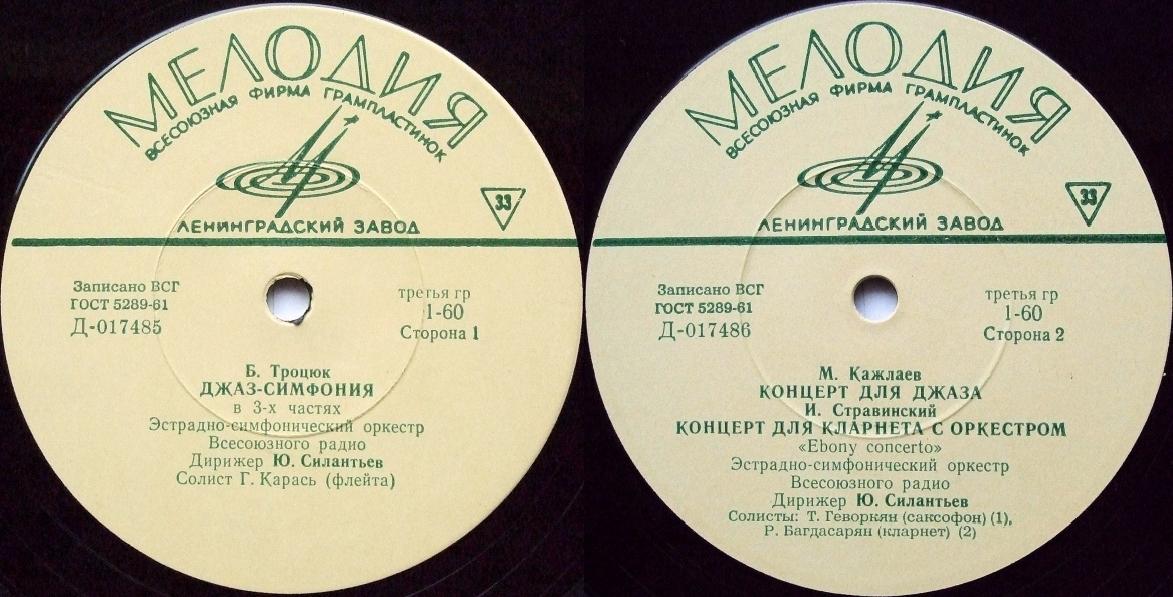 МЕЛОДИЯ
ВСЕСОЮЗНАЯ ФИРМА ГРАМПЛАСТИНОК
33
ЛЕНИНГРАДСКИЙ ЗАВОД
Записано ВСГ
ГОСТ 5289-61
Д-017485
третья гр
1-60
Сторона 1
Б. Троцюк
ДЖАЗ-СИМФОНИЯ
в 3-х частях
Эстрадно-симфонический оркестр
Всесоюзного радио
Дирижер Ю. Силантьев
Солист Г. Карась (флейта)
МЕЛОДИЯ
ВСЕСОЮЗНАЯ ФИРМА ГРАМПЛАСТИНОК
33
ЛЕНИНГРАДСКИЙ ЗАВОД
Записано ВСГ
ГОСТ 5289-61
Д-017486
третья гр
1-60
Сторона 2
М. Кажлаев
КОНЦЕРТ ДЛЯ ДЖАЗА
И. Стравинский
КОНЦЕРТ ДЛЯ КЛАРНЕТА С ОРКЕСТРОМ
«Ebony concerto»
Эстрадно-симфонический оркестр
Всесоюзного радио
Дирижер Ю. Силантьев
Солисты: Т. Геворкян (саксофон) (1),
Р. Багдасарян (кларнет) (2)